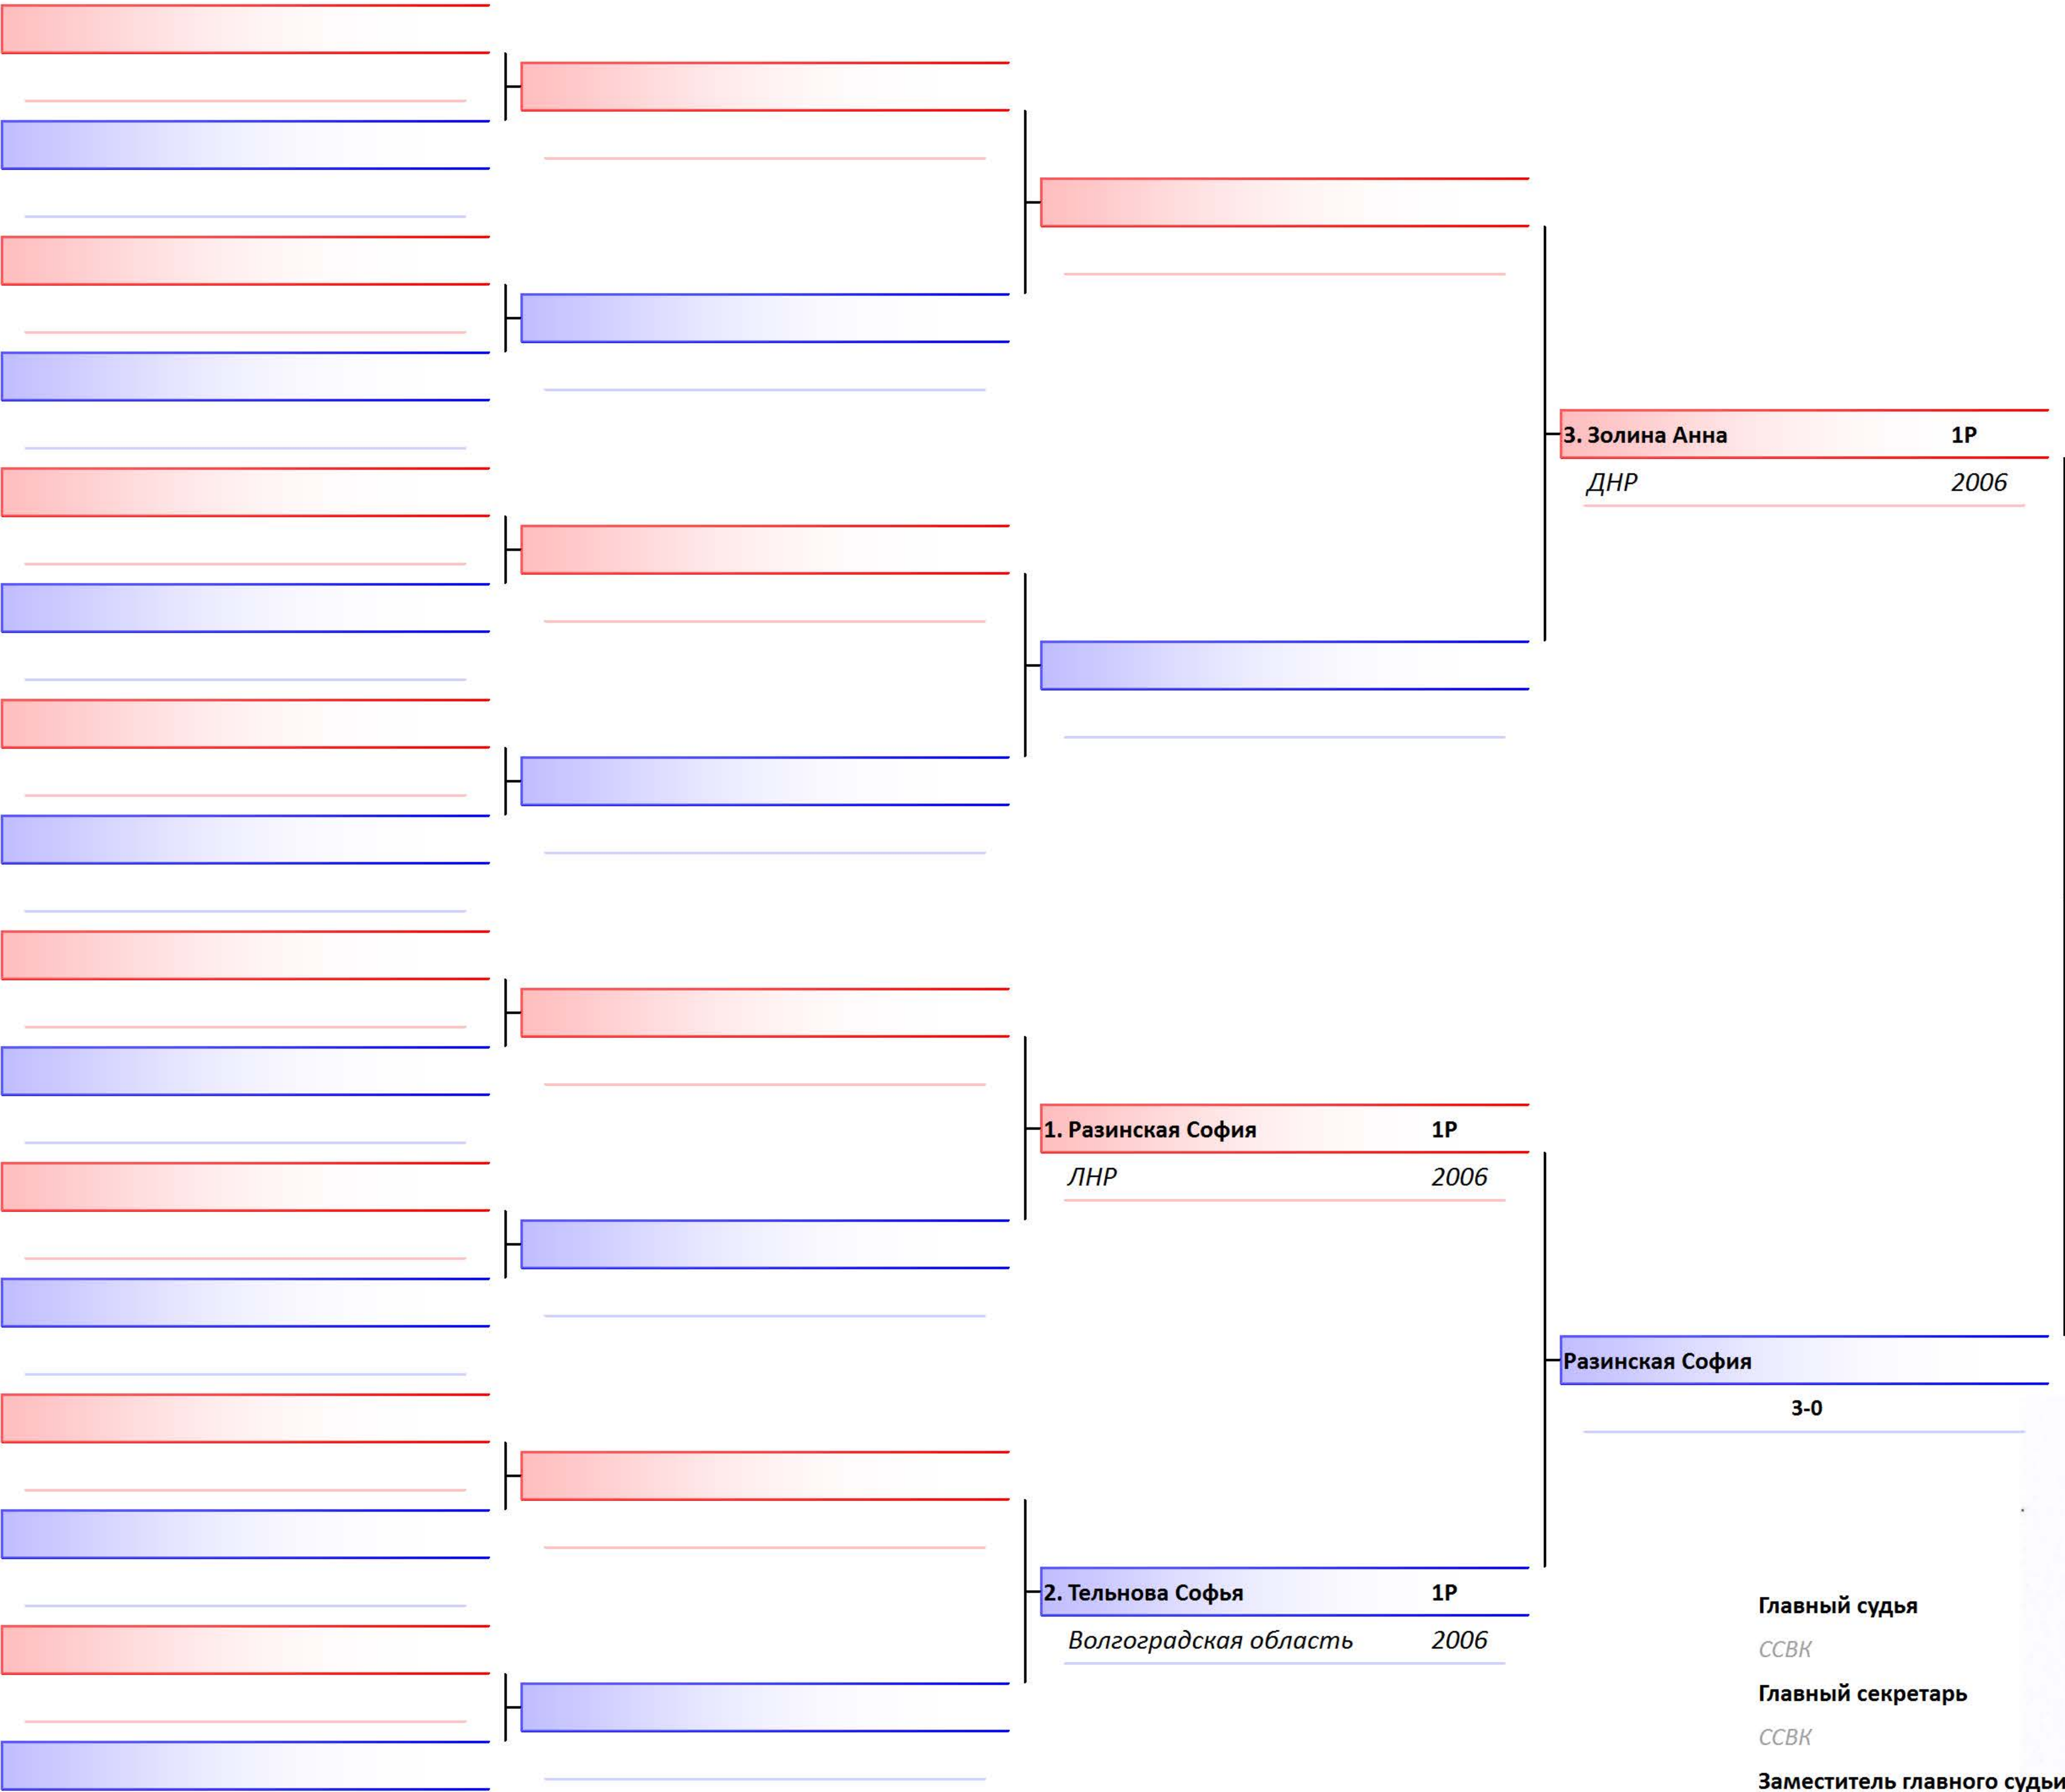 3. Золина Анна 1Р
ДНР 2006
1. Разинская София 1Р
ЛНР 2006
Разинская София
3-0
2. Тельнова Софья 1Р
Волгоградская область 2006
Главный судья
ССВК
Главный секретарь
ССВК
Заместитель главного судьи